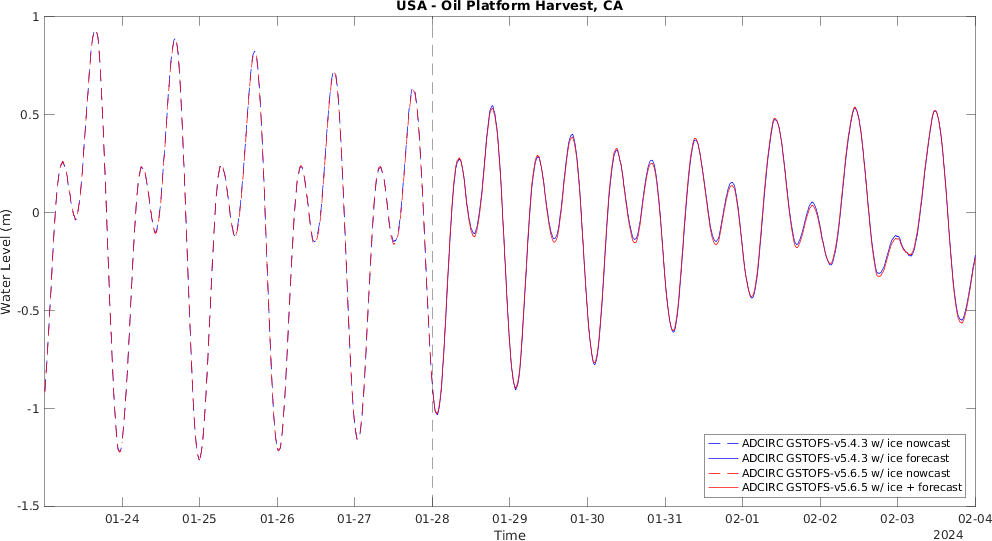 USA - Oil Platform Harvest, CA
1
0.5
0
-0.5
-1
-1.5
Water Level (m)
ADCIRC GSTOFS-v5.4.3 w/ ice nowcast
ADCIRC GSTOFS-v5.4.3 w/ ice forecast
ADCIRC GSTOFS-v5.6.5 w/ ice nowcast
ADCIRC GSTOFS-v5.6.5 w/ ice + forecast
01-24 01-25 01-26 01-27 01-28 01-29 01-30 01-31 02-01 02-02 02-03 02-04
Time
2024